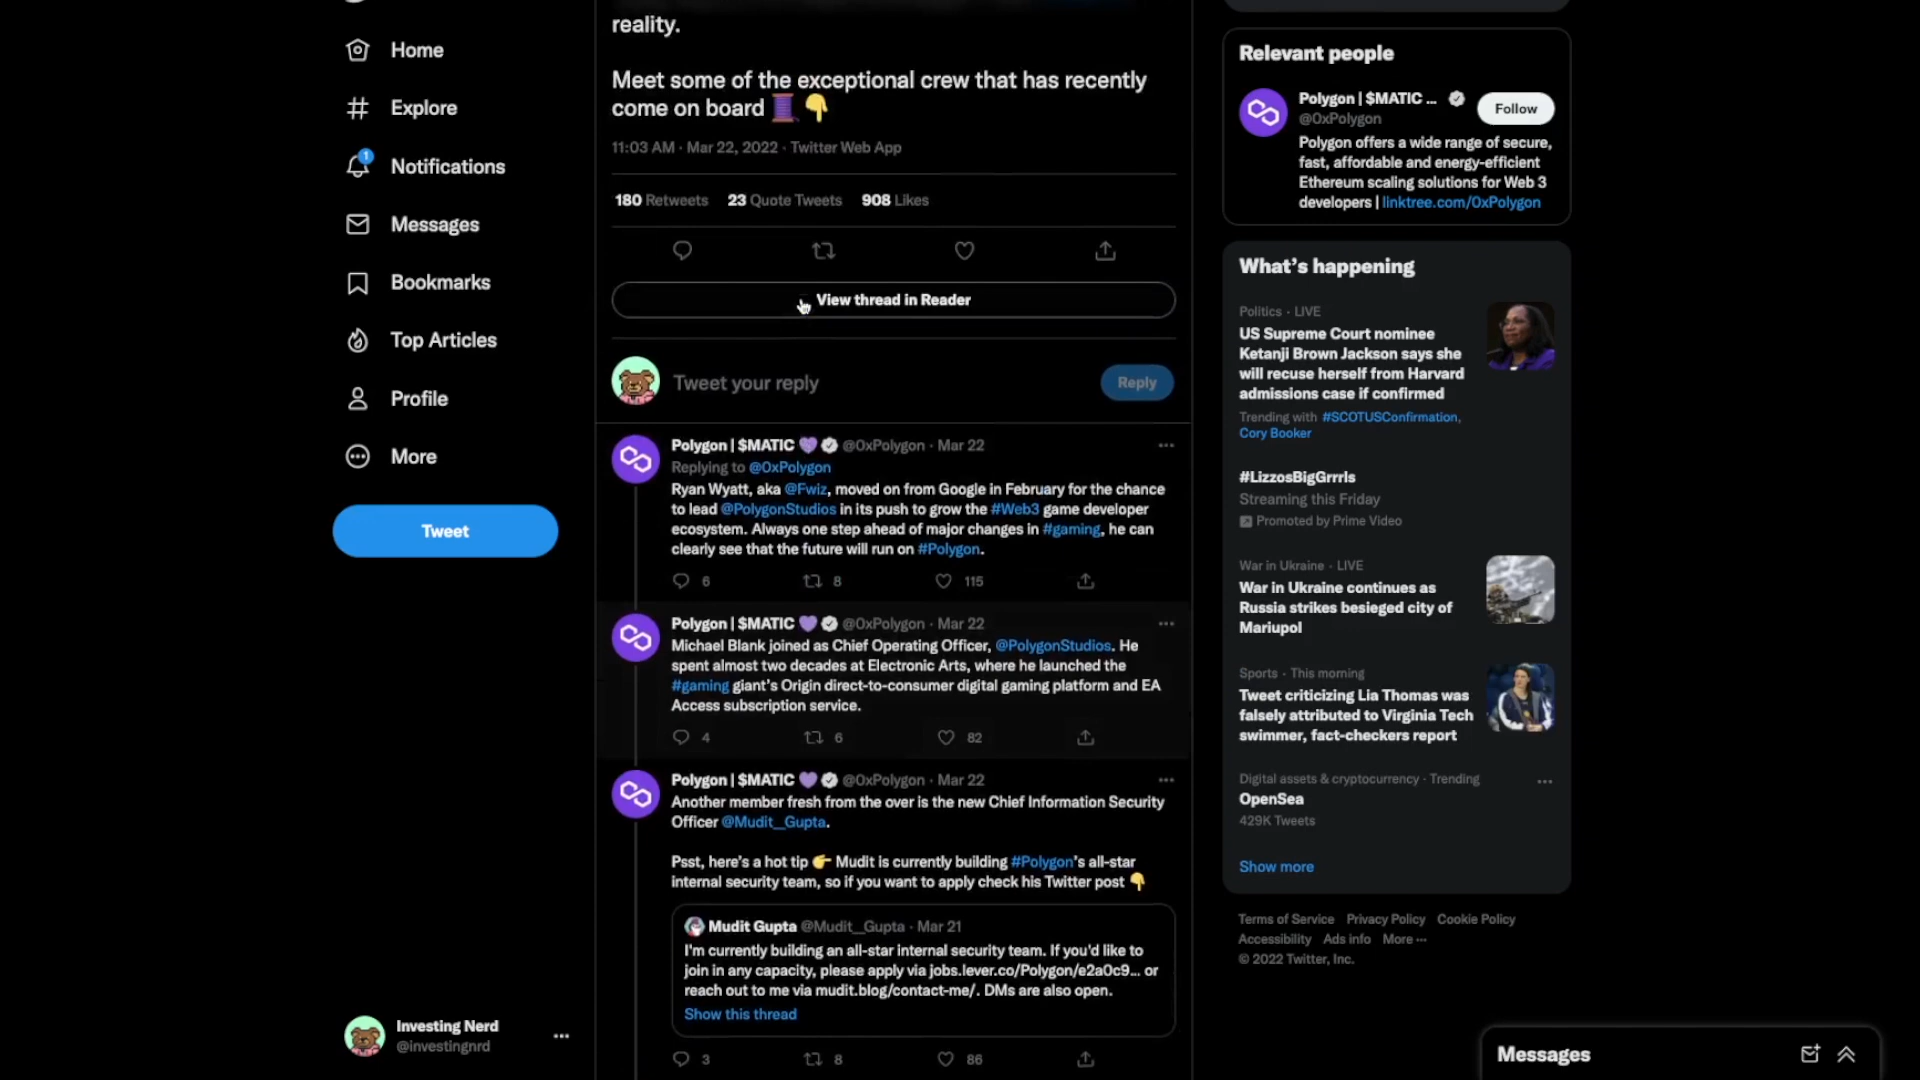 Home
Explore
1
Notifications
Messages
Bookmarks
Top Articles
Profile
More
Tweet
Investing Nerd
@investingnrd
reality.
Meet some of the exceptional crew that has recently
come on board 🧵 👇
11:03 AM · Mar 22, 2022 · Twitter Web App
180 Retweets 23 Quote Tweets 908 Likes
View thread in Reader
Tweet your reply
Reply
Polygon | $MATIC 💜 @0xPolygon · Mar 22
Replying to @0xPolygon
Ryan Wyatt, aka @Fwiz, moved on from Google in February for the chance
to lead @PolygonStudios in its push to grow the #Web3 game developer
ecosystem. Always one step ahead of major changes in #gaming, he can
clearly see that the future will run on #Polygon.
6 8 115
Polygon | $MATIC 💜 @0xPolygon · Mar 22
Michael Blank joined as Chief Operating Officer, @PolygonStudios. He
spent almost two decades at Electronic Arts, where he launched the
#gaming giant's Origin direct-to-consumer digital gaming platform and EA
Access subscription service.
4 6 82
Polygon | $MATIC 💜 @0xPolygon · Mar 22
Another member fresh from the over is the new Chief Information Security
Officer @Mudit__Gupta.
Psst, here's a hot tip 👉 Mudit is currently building #Polygon's all-star
internal security team, so if you want to apply check his Twitter post 👇
Mudit Gupta @Mudit__Gupta · Mar 21
I'm currently building an all-star internal security team. If you'd like to
join in any capacity, please apply via jobs.lever.co/Polygon/e2a0c9... or
reach out to me via mudit.blog/contact-me/. DMs are also open.
Show this thread
3 8 86
Relevant people
Polygon | $MATIC ...
@0xPolygon
Follow
Polygon offers a wide range of secure,
fast, affordable and energy-efficient
Ethereum scaling solutions for Web 3
developers | linktree.com/0xPolygon
What's happening
Politics · LIVE
US Supreme Court nominee
Ketanji Brown Jackson says she
will recuse herself from Harvard
admissions case if confirmed
Trending with #SCOTUSConfirmation,
Cory Booker
#LizzosBigGrrrls
Streaming this Friday
Promoted by Prime Video
War in Ukraine · LIVE
War in Ukraine continues as
Russia strikes besieged city of
Mariupol
Sports · This morning
Tweet criticizing Lia Thomas was
falsely attributed to Virginia Tech
swimmer, fact-checkers report
Digital assets & cryptocurrency · Trending
OpenSea
429K Tweets
Show more
Terms of Service Privacy Policy Cookie Policy
Accessibility Ads info More ···
© 2022 Twitter, Inc.
Messages